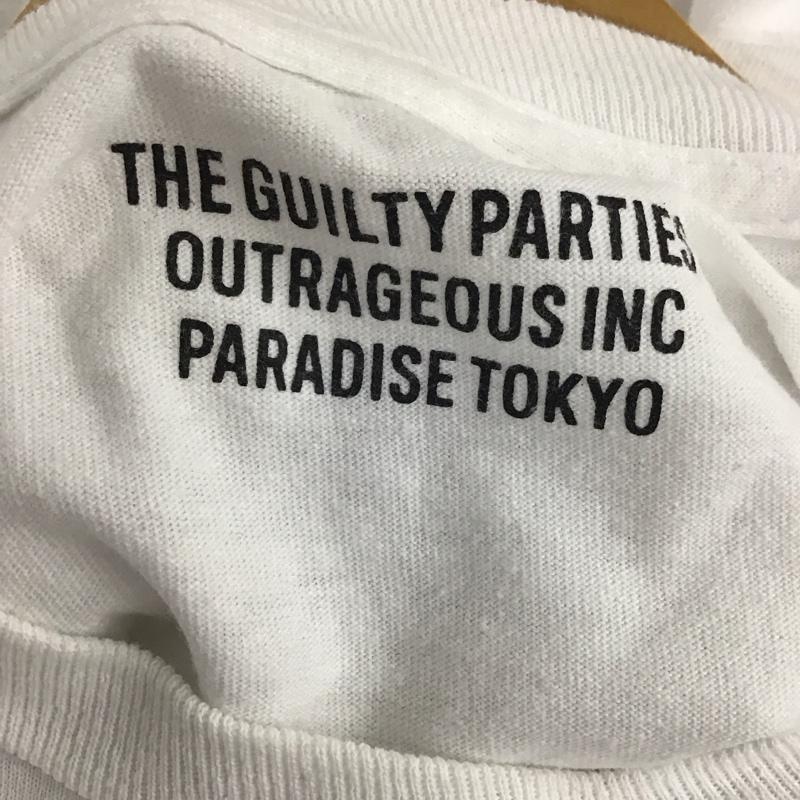 THE GUILTY PARTIES
OUTRAGEOUS INC
PARADISE TOKYO